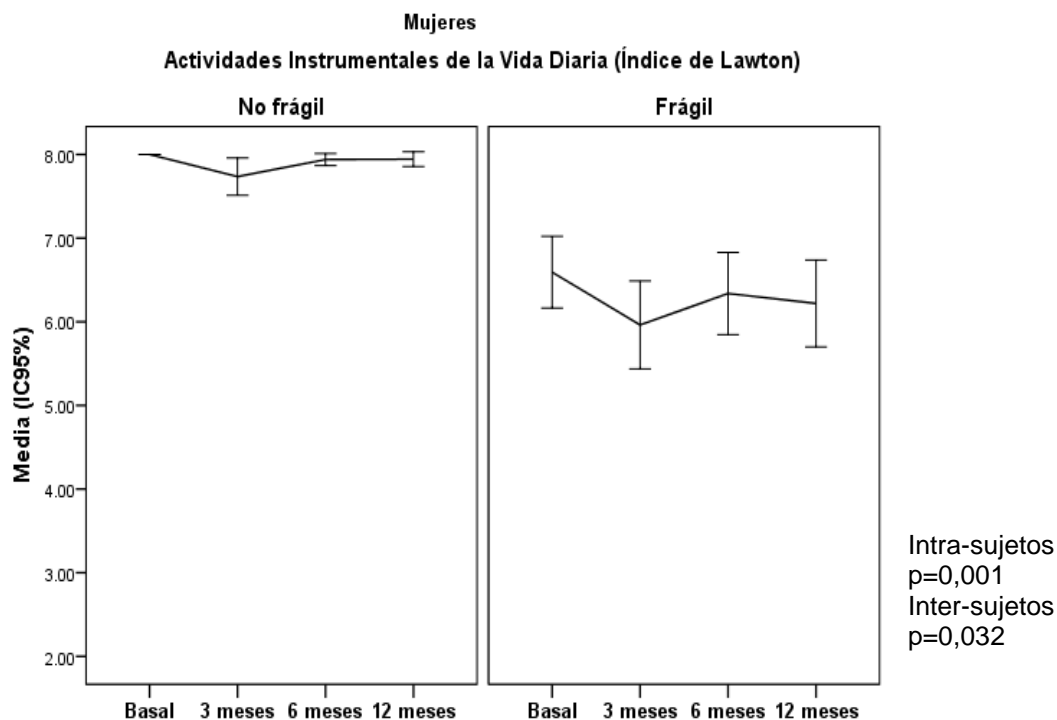 Mujeres
Actividades Instrumentales de la Vida Diaria (Índice de Lawton)
No frágil
Frágil
Media (IC95%)
8.00
7.00
6.00
5.00
4.00
3.00
2.00
Basal 3 meses 6 meses 12 meses
Basal 3 meses 6 meses 12 meses
Intra-sujetos
p=0,001
Inter-sujetos
p=0,032